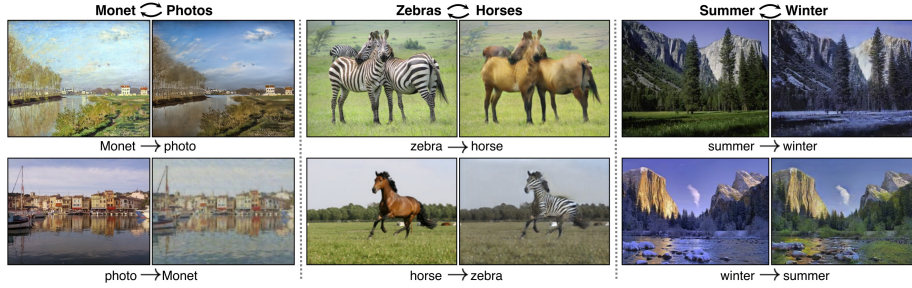 Monet Photos
Zebras Horses
Summer Winter
Monet → photo
zebra → horse
summer → winter
photo → Monet
horse → zebra
winter → summer